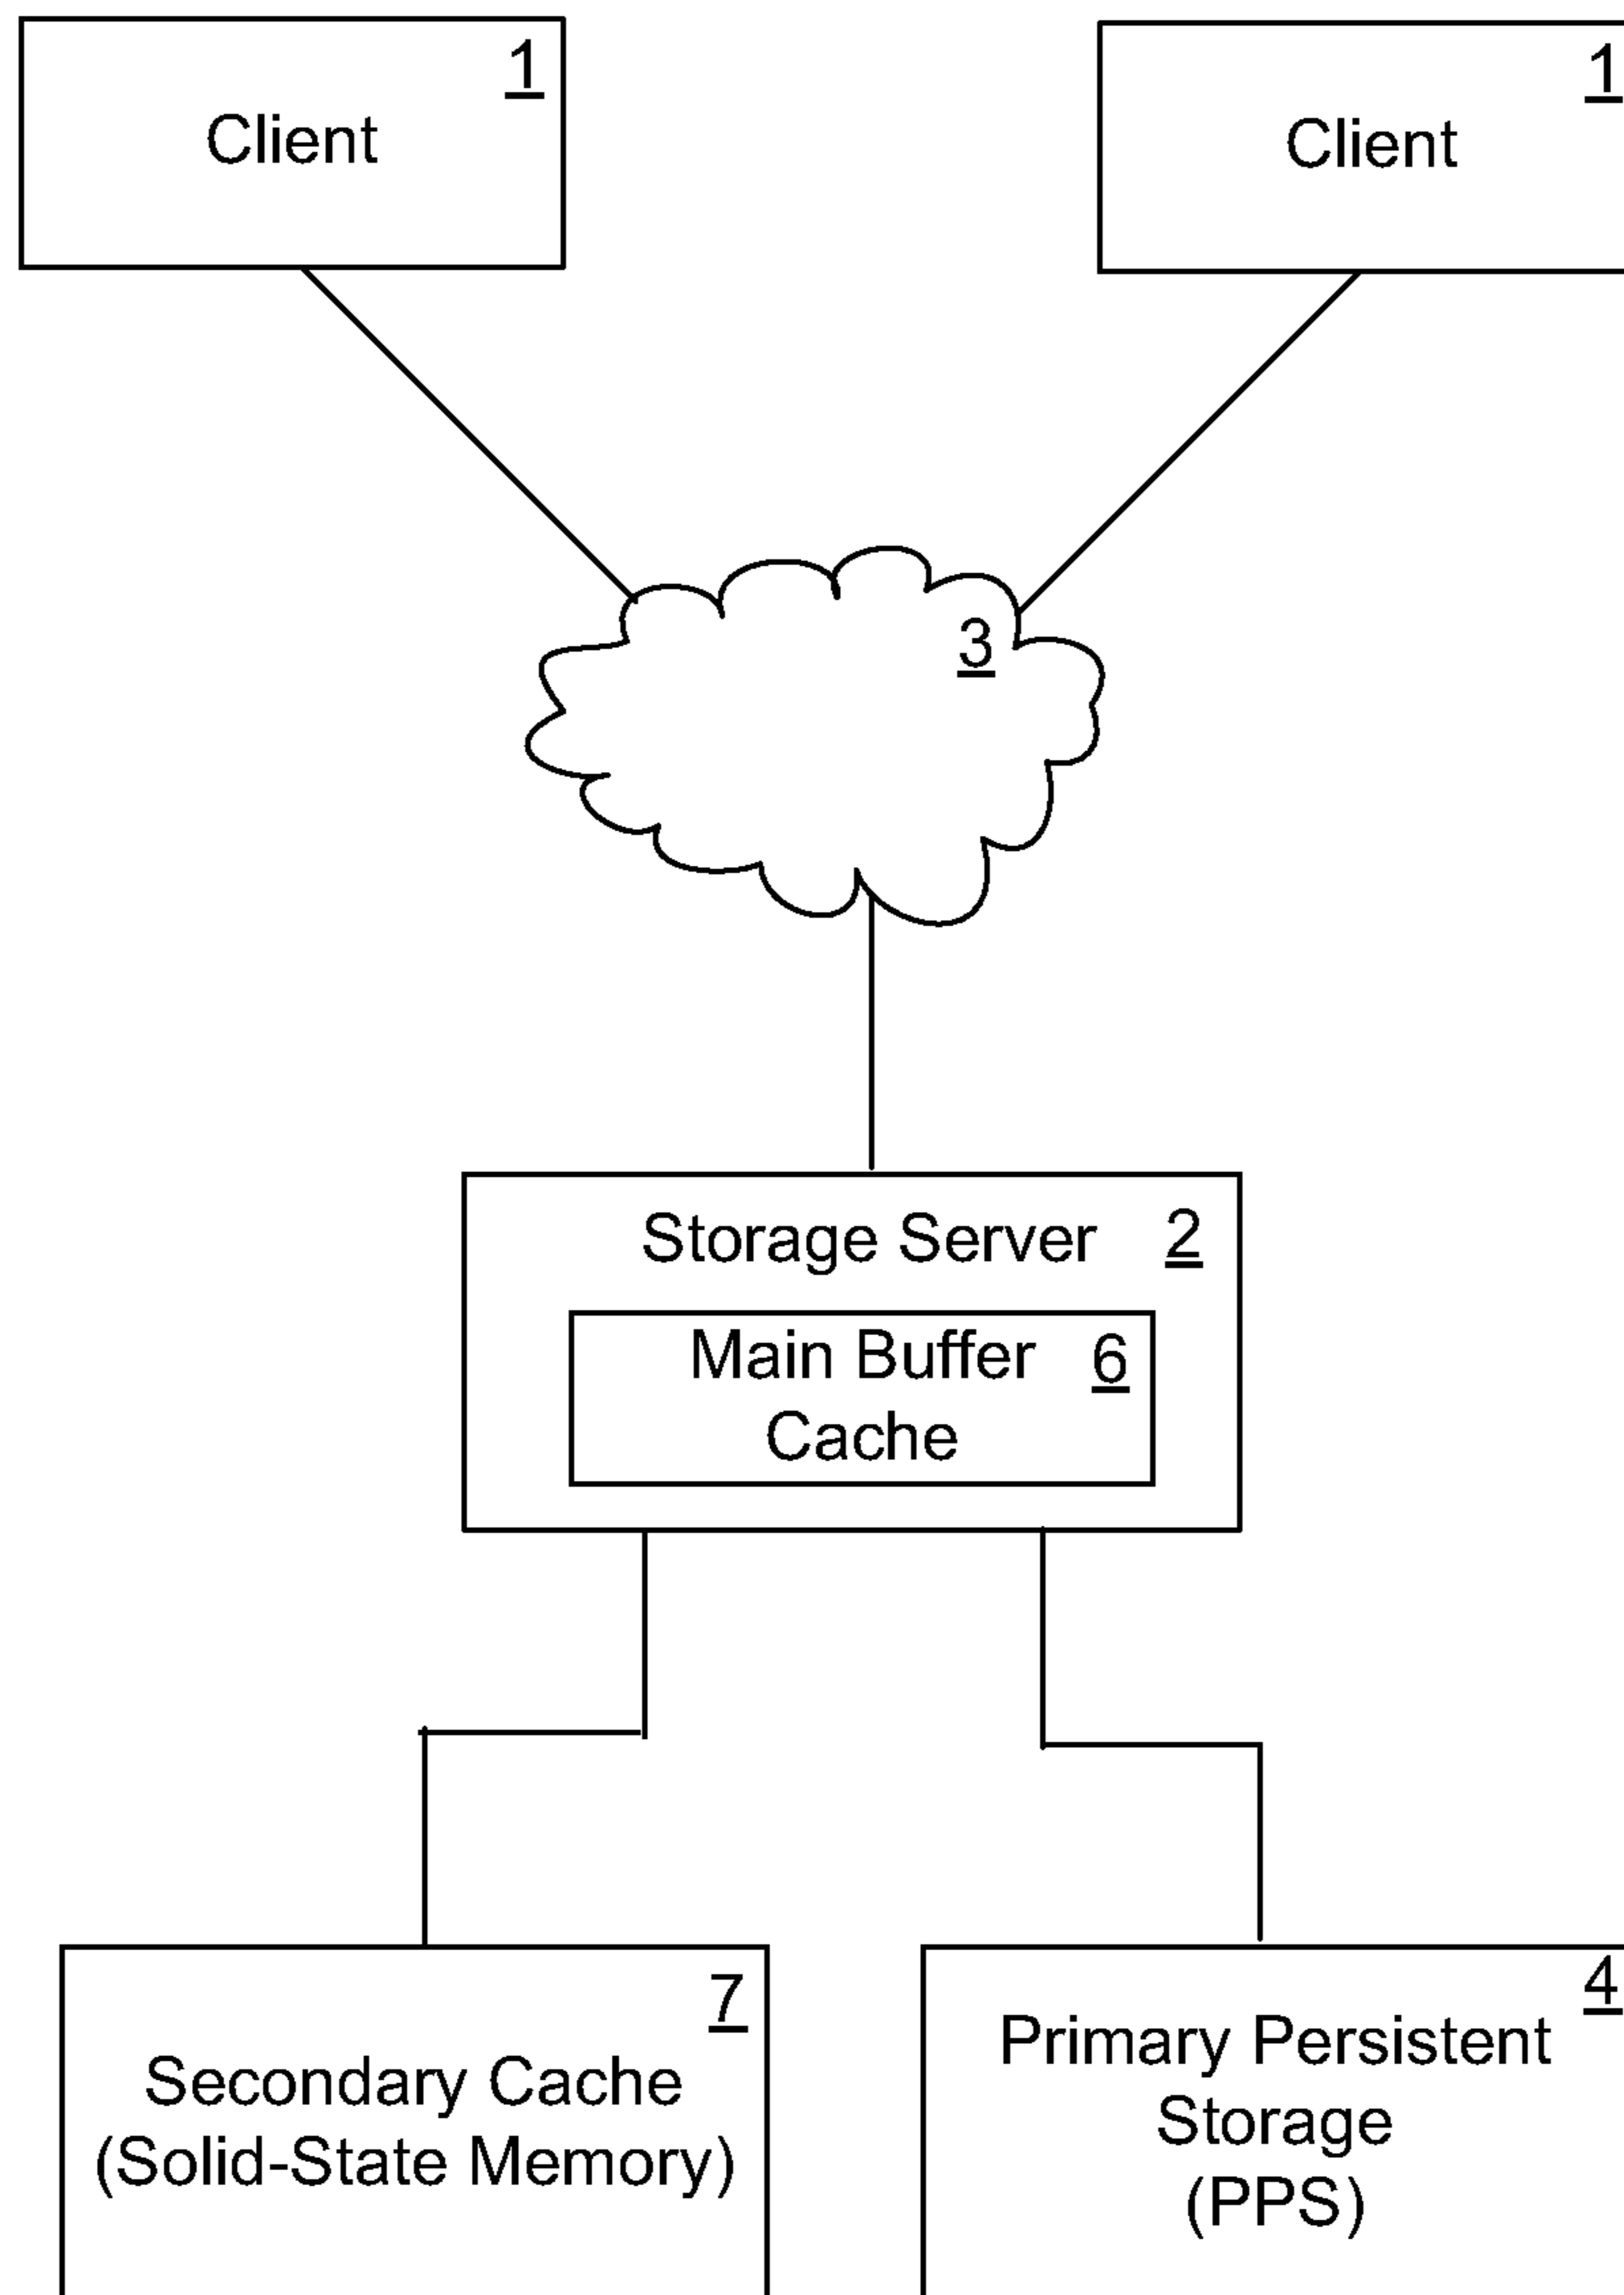 1
Client
1
Client
3
Storage Server 2
Main Buffer 6
Cache
7
Secondary Cache
(Solid-State Memory)
4
Primary Persistent
Storage
(PPS)